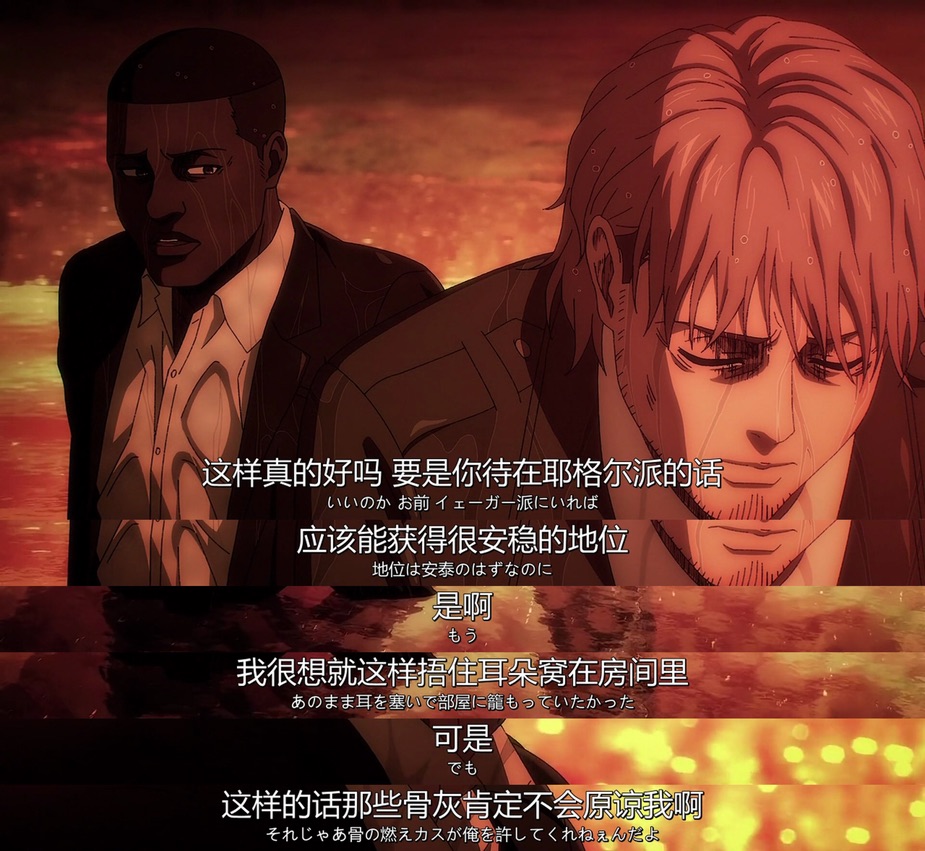 这样真的好吗 要是你待在耶格尔派的话
いいのか お前 イェーガー派にいれば
应该能获得很安稳的地位
地位は安泰のはずなのに
是啊
もう
我很想就这样捂住耳朵窝在房间里
あのまま耳を塞いで部屋に籠もっていたかった
可是
でも
这样的话那些骨灰肯定不会原谅我啊
それじゃあ骨の燃えカスが俺を許してくれねぇんだよ